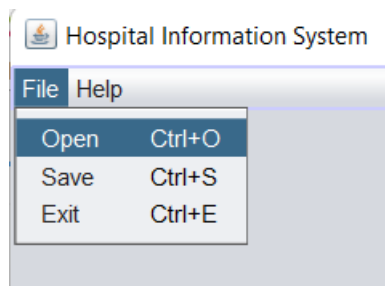 Hospital Information System
File Help
Open Ctrl+O
Save Ctrl+S
Exit Ctrl+E